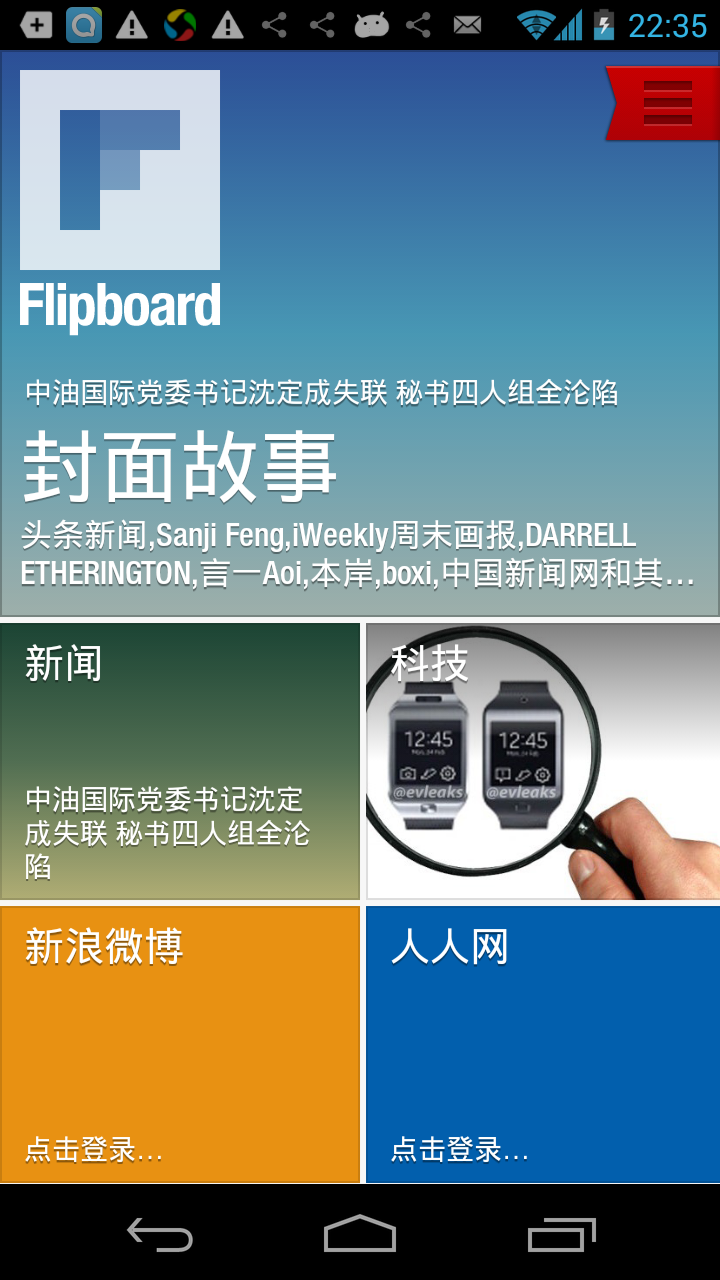 22:35
Flipboard
中油国际党委书记沈定成失联 秘书四人组全沦陷
封面故事
头条新闻,Sanji Feng,iWeekly周末画报,DARRELL
ETHERINGTON,言一Aoi,本岸,boxi,中国新闻网和其…
新闻
中油国际党委书记沈定
成失联 秘书四人组全沦
陷
科技
12:45
12:45
@evleaks
@evleaks
新浪微博
点击登录...
人人网
点击登录...